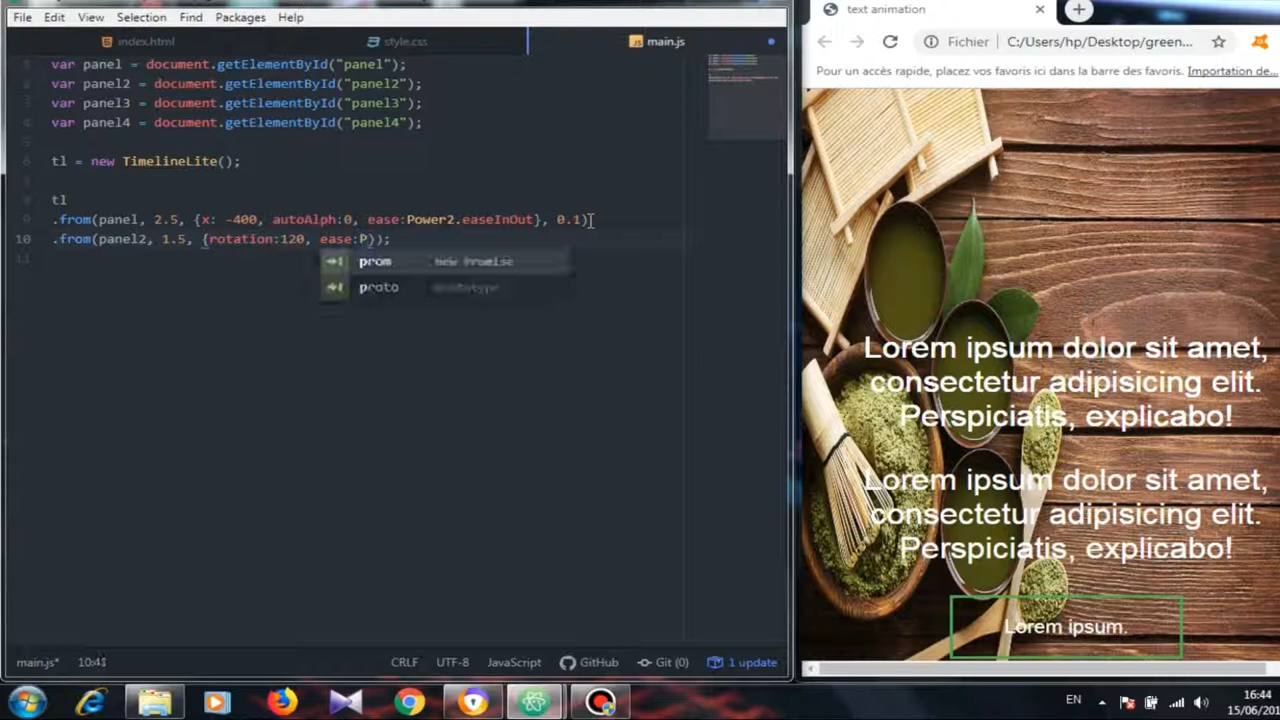 File Edit View Selection Find Packages Help
index.html style.css main.js
var panel = document.getElementById("panel");
var panel2 = document.getElementById("panel2");
var panel3 = document.getElementById("panel3");
var panel4 = document.getElementById("panel4");
6 tl = new TimelineLite();
8 tl
9 .from(panel, 2.5, {x: -400, autoAlph:0, ease:Power2.easeInOut}, 0.1)
10 .from(panel2, 1.5, {rotation:120, ease:P});
11
prom new Promise
proto prototype
main.js* 10:41 CRLF UTF-8 JavaScript GitHub Git (0) 1 update
text animation
Fichier C:/Users/hp/Desktop/green...
Pour un accès rapide, placez vos favoris ici dans la barre des favoris. Importation de...
Lorem ipsum dolor sit amet,
consectetur adipisicing elit.
Perspiciatis, explicabo!
Lorem ipsum dolor sit amet,
consectetur adipisicing elit.
Perspiciatis, explicabo!
Lorem ipsum.
EN
16:44
15/06/201